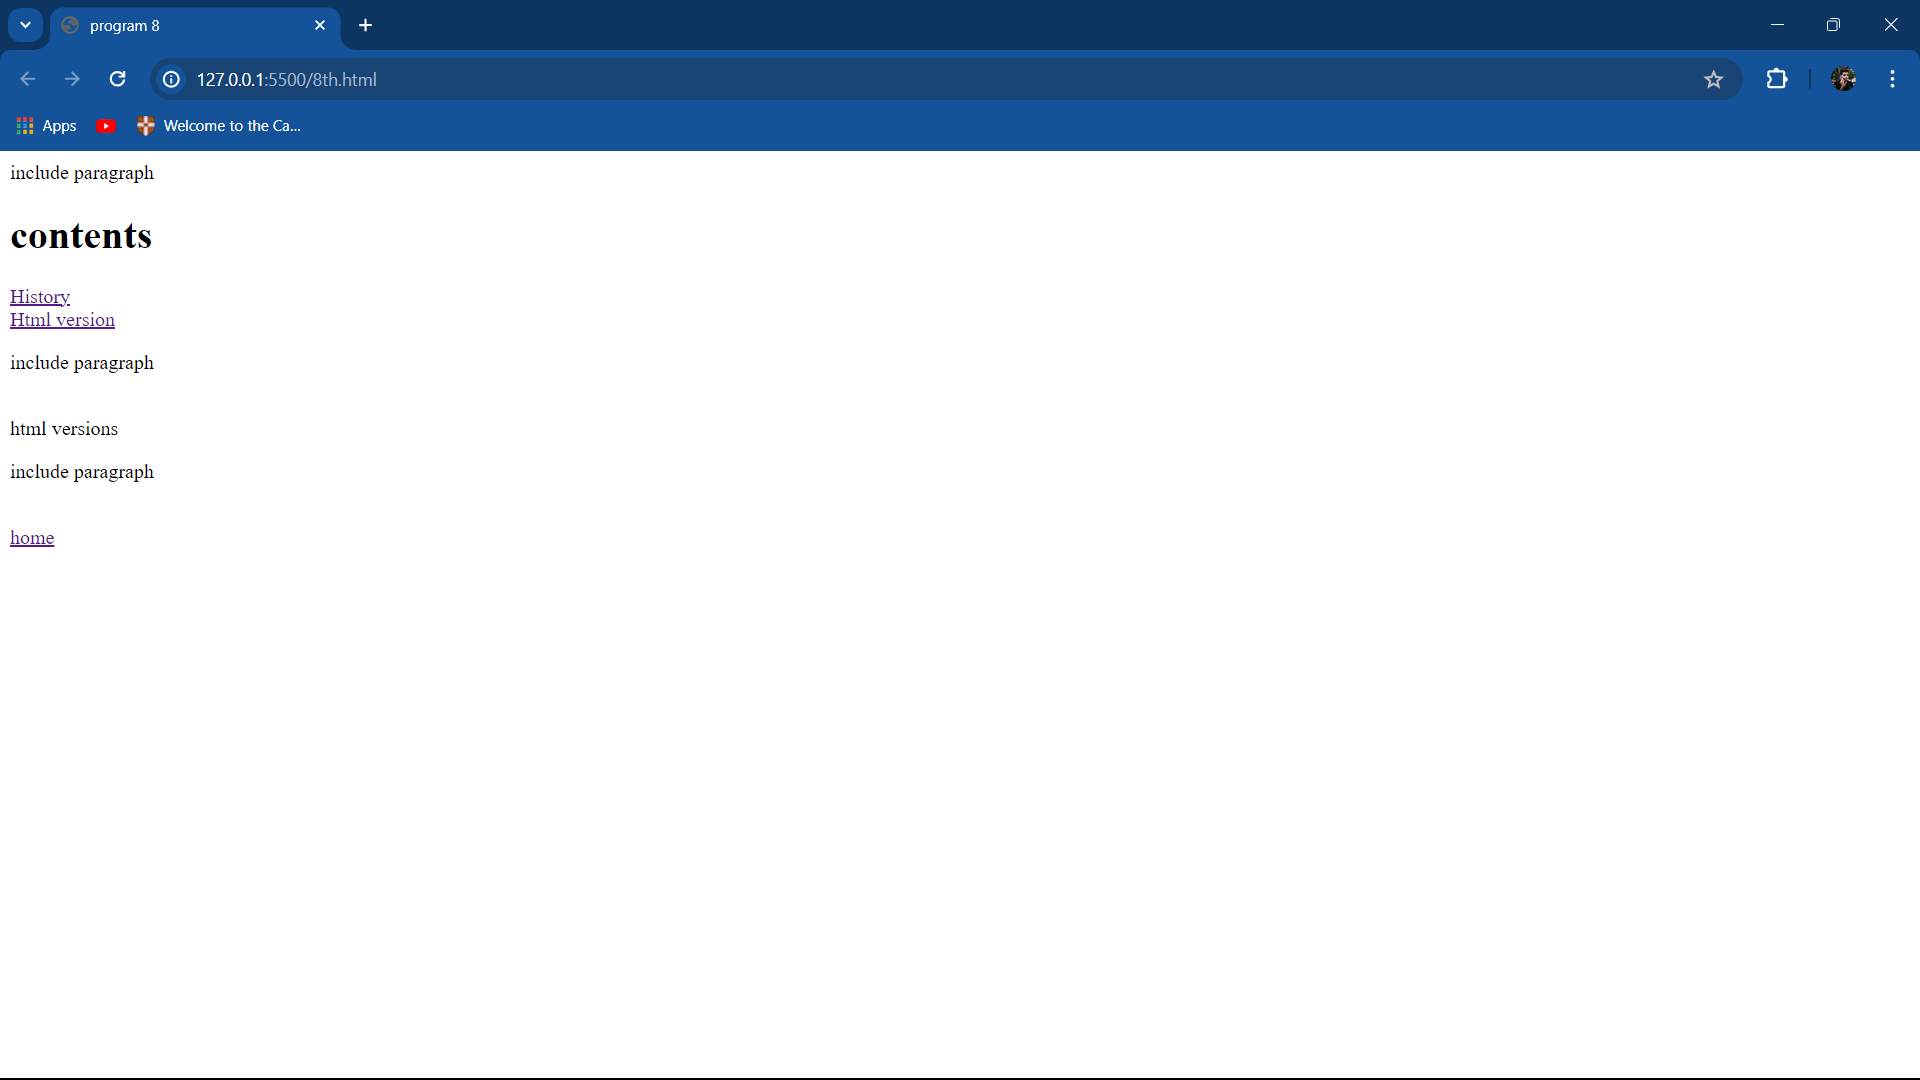 program 8
127.0.0.1:5500/8th.html
Apps
Welcome to the Ca...
include paragraph
contents
History
Html version
include paragraph
html versions
include paragraph
home